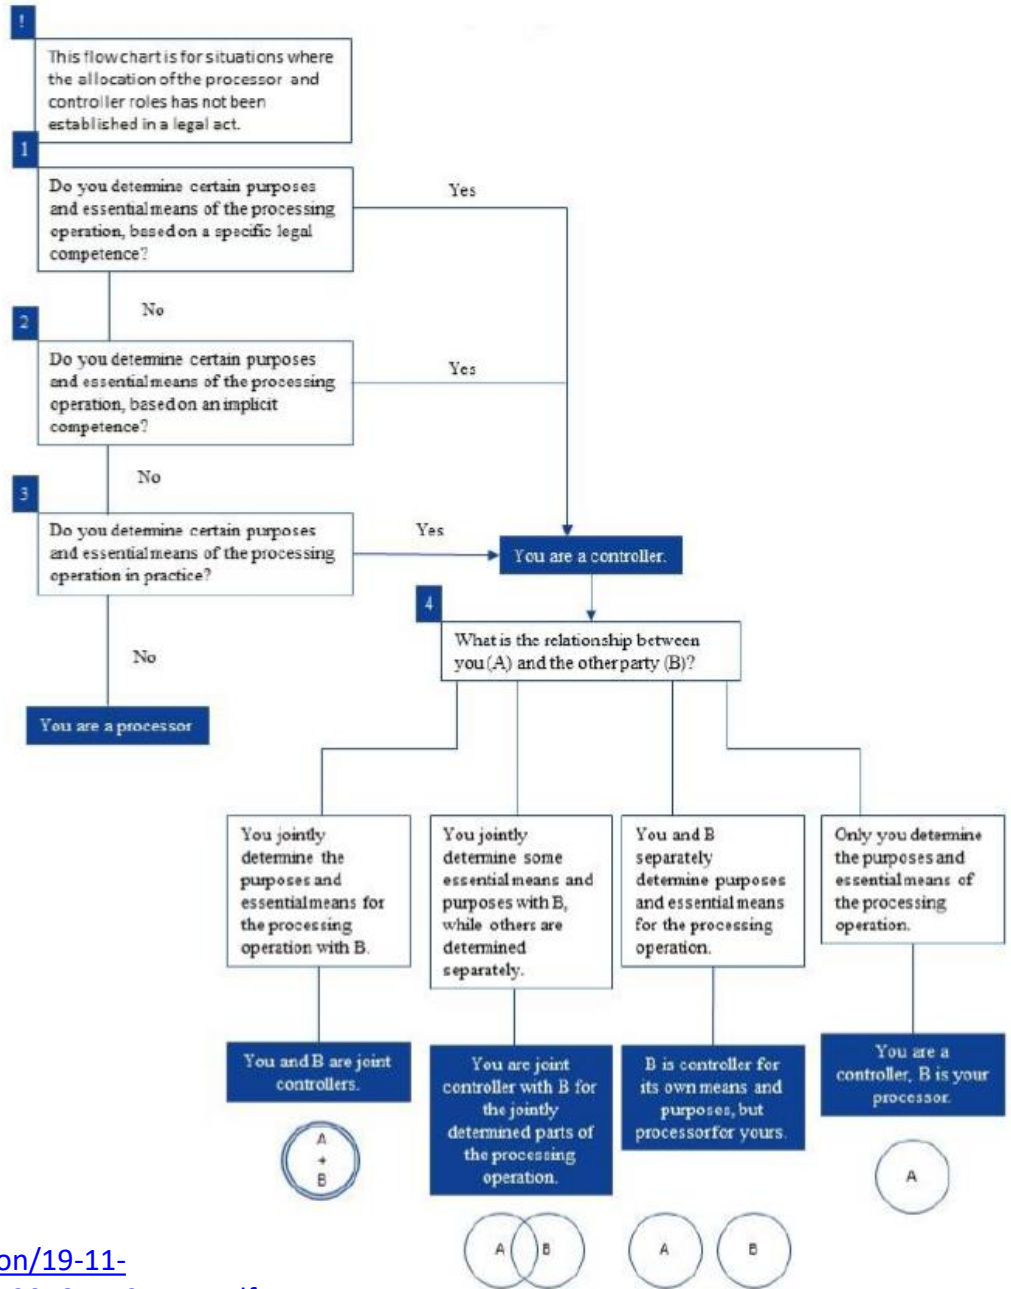 !
This flow chart is for situations where
the allocation of the processor and
controller roles has not been
established in a legal act.
1
Do you determine certain purposes
and essential means of the processing
operation, based on a specific legal
competence?
Yes
No
2
Do you determine certain purposes
and essential means of the processing
operation, based on an implicit
competence?
Yes
No
3
Do you determine certain purposes
and essential means of the processing
operation in practice?
Yes
No
You are a controller.
You are a processor
4
What is the relationship between
you (A) and the other party (B)?
You jointly
determine the
purposes and
essential means for
the processing
operation with B.
You jointly
determine some
essential means and
purposes with B,
while others are
determined
separately.
You and B
separately
determine purposes
and essential means
for the processing
operation.
Only you determine
the purposes and
essential means of
the processing
operation.
You and B are joint
controllers.
You are joint
controller with B for
the jointly
determined parts of
the processing
operation.
B is controller for
its own means and
purposes, but
processor for yours.
You are a
controller, B is your
processor.
A
+
B
A B
A
B
A
on/19-11-